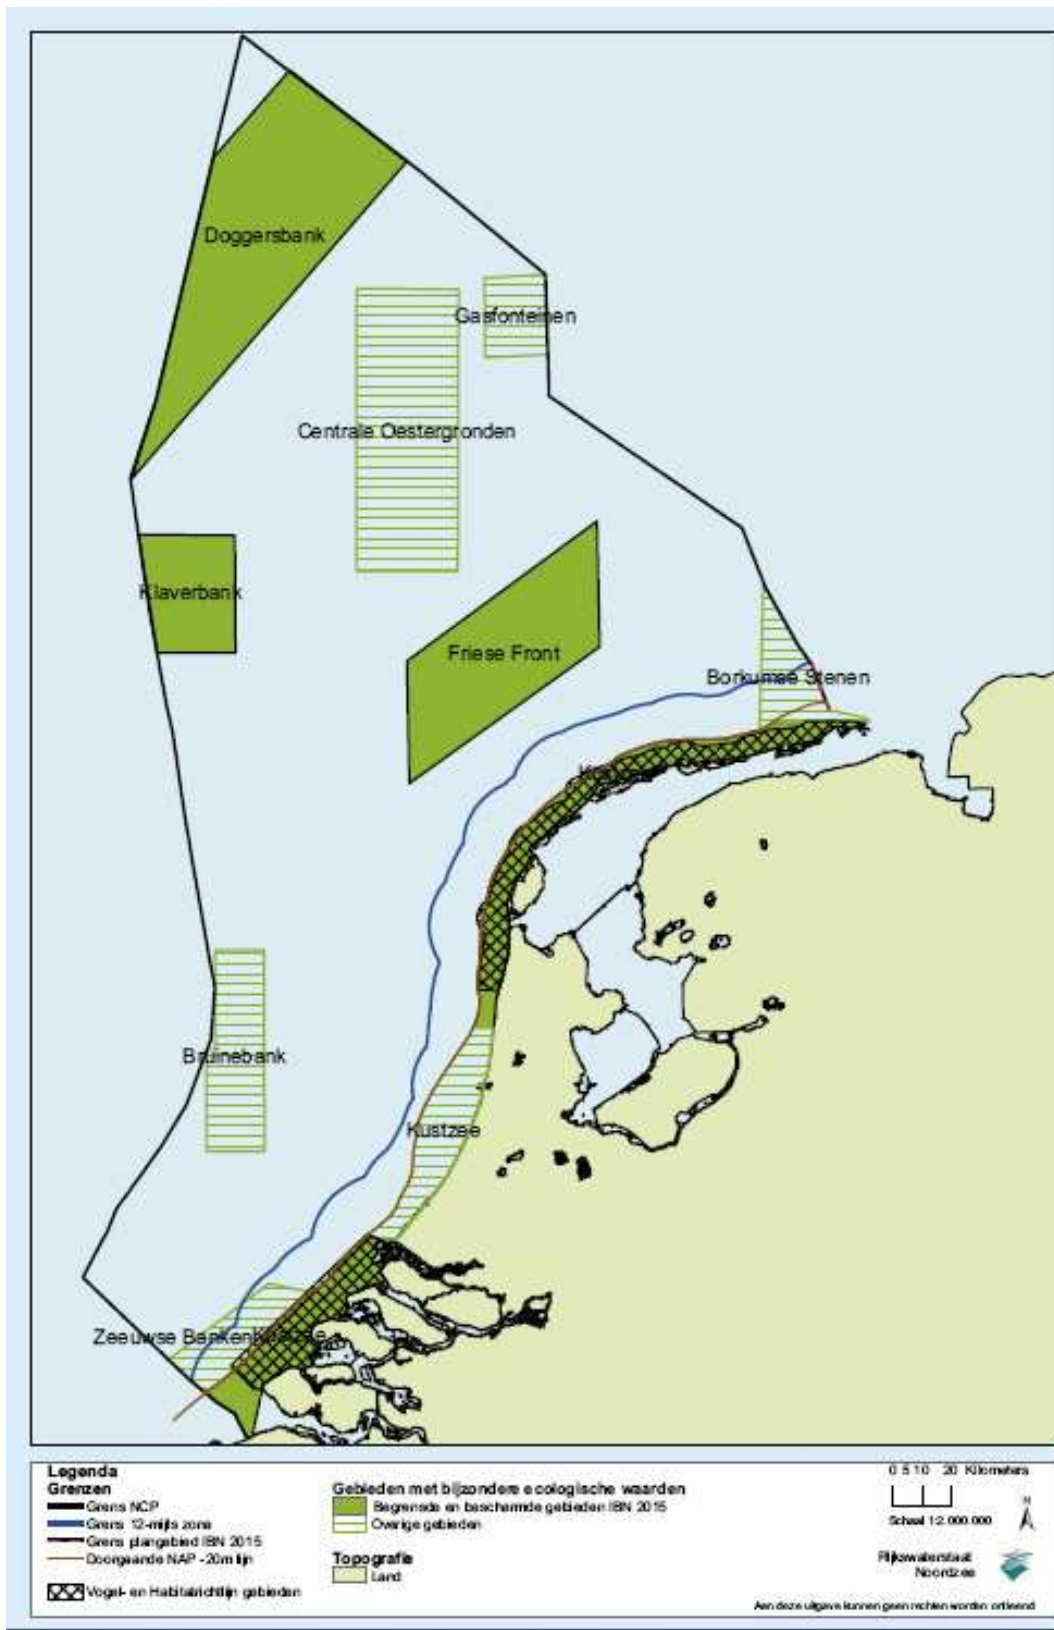 Doggersbank
Gasfonteinen
Centrale Oestergronden
Klaverbank
Friese Front
Borkumse Stenen
Bruinebank
Kustzee
Zeeuwse Banken
Legenda
Grenzen
Grens NCP
Grens 12-mijls zone
Grens plangebied IBN 2015
Doorgaande NAP -20m lijn
Vogel- en Habitatrichtlijn gebieden
Gebieden met bijzondere ecologische waarden
Begrensde en beschermde gebieden IBN 2015
Overige gebieden
Topografie
Land
0 5 10 20 Kilometers
Schaal 1:2.000.000
N
Rijkswaterstaat
Noordzee
Aan deze uitgave kunnen geen rechten worden ontleend